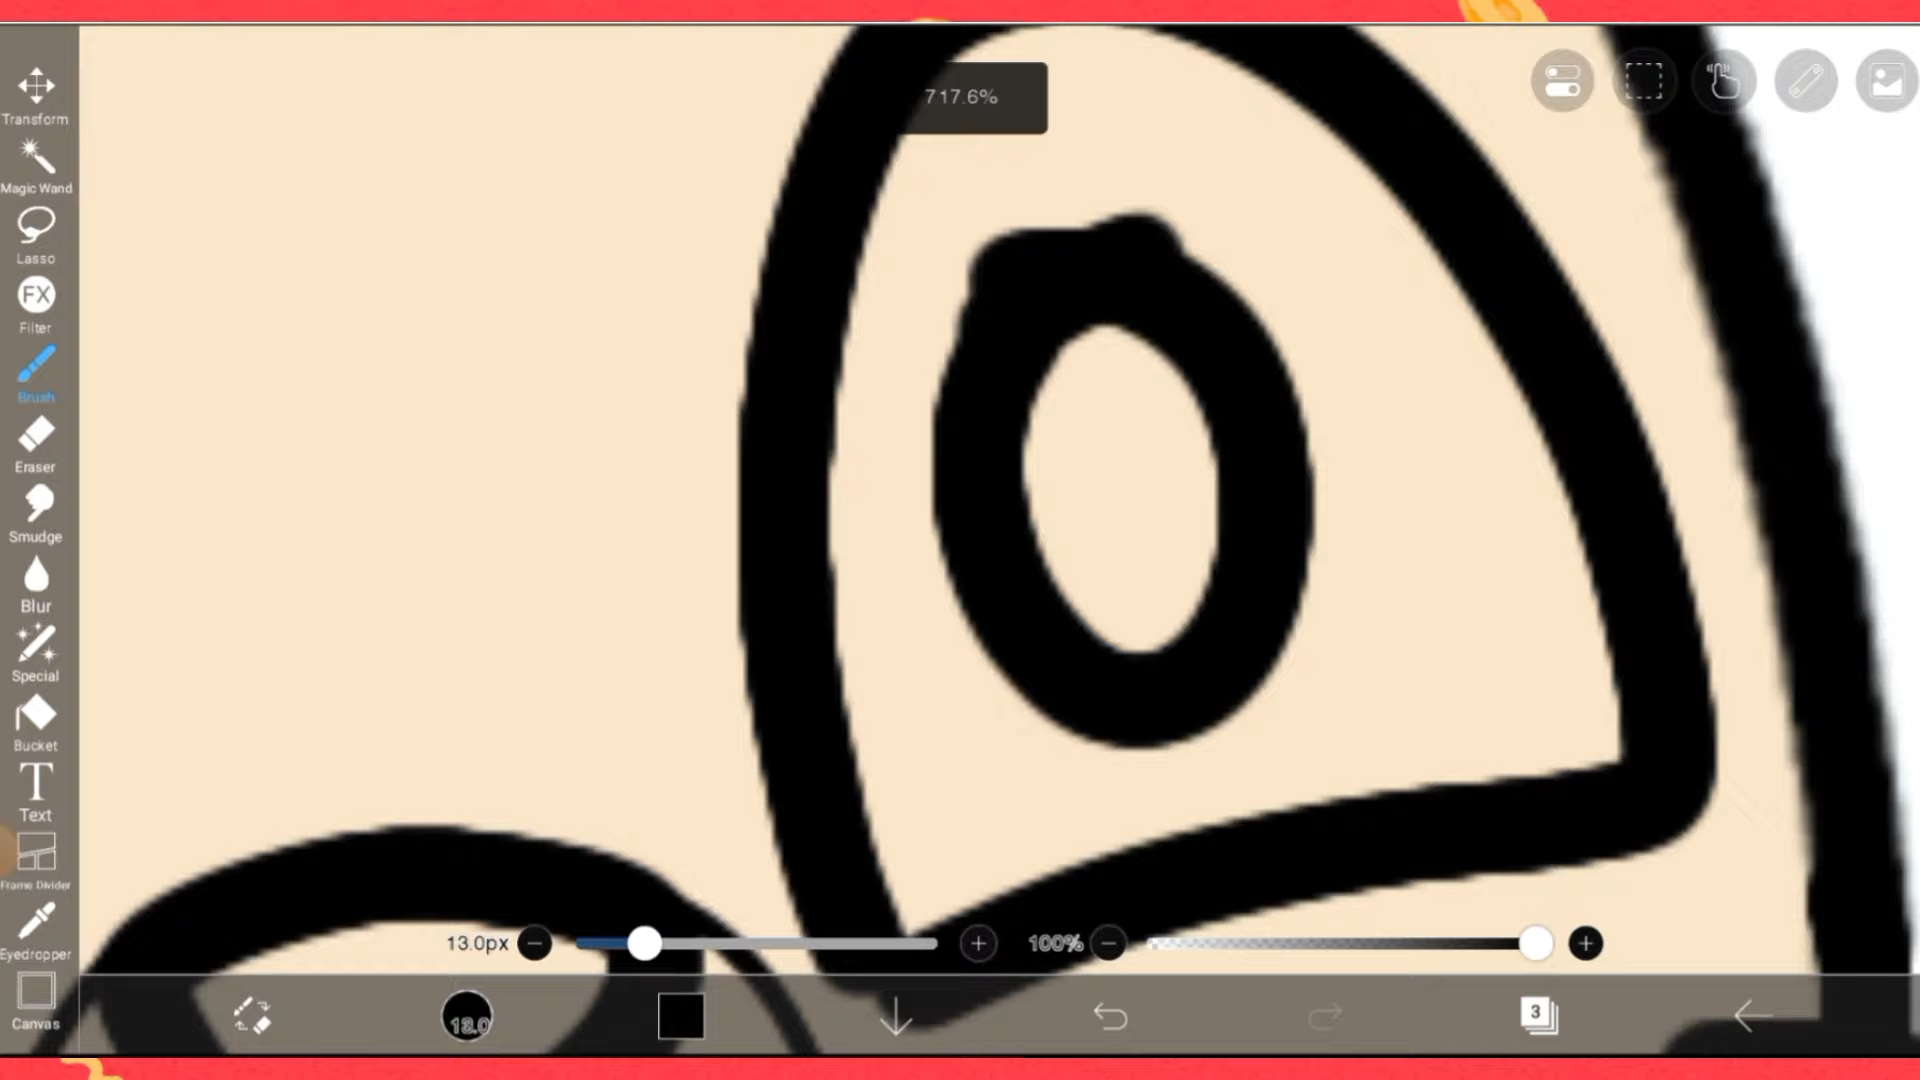 717.6%
Transform
Magic Wand
Lasso
FX
Filter
Brush
Eraser
Smudge
Blur
Special
Bucket
T
Text
Frame Divider
Eyedropper
Canvas
13.0px
100%
13.0
3